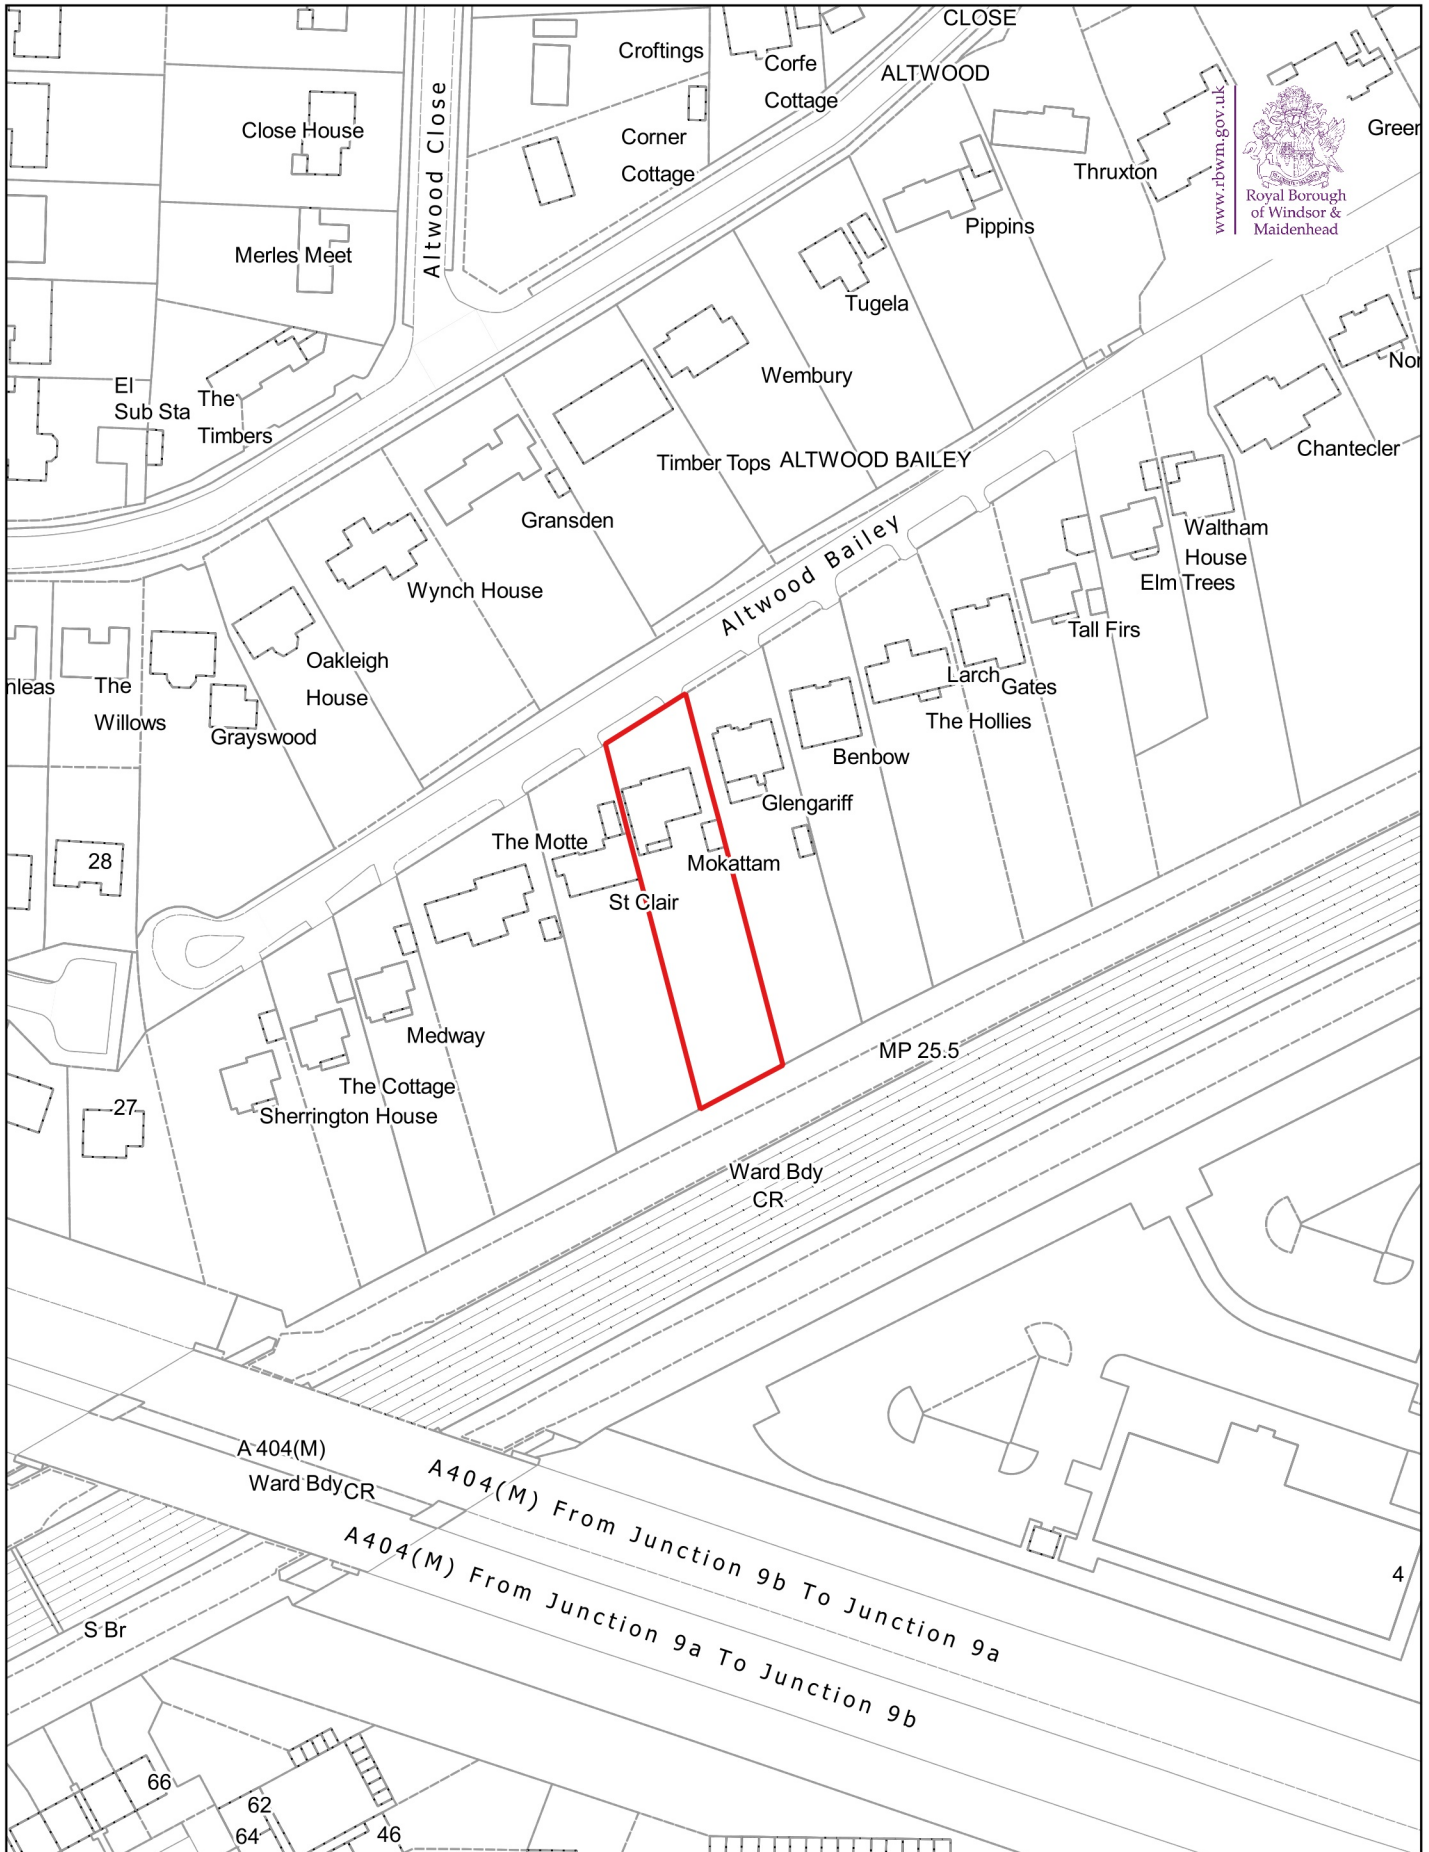 CLOSE
Croftings
Corfe
Cottage
ALTWOOD
www.rbwm.gov.uk
Royal Borough
of Windsor &
Maidenhead
Close House
Altwood Close
Corner
Cottage
Thruxton
Pippins
Merles Meet
Tugela
El
Sub Sta
The
Timbers
Wembury
Chantecler
Timber Tops
ALTWOOD BAILEY
Gransden
Altwood Bailey
Waltham
House
Elm Trees
Wynch House
Tall Firs
Oakleigh
House
The
Willows
Grayswood
Larch
Gates
The Hollies
Benbow
Glengariff
The Motte
Mokattam
28
St Clair
Medway
MP 25.5
The Cottage
Sherrington House
27
Ward Bdy
CR
A 404(M)
Ward Bdy
CR
A404(M) From Junction 9b To Junction 9a
A404(M) From Junction 9a To Junction 9b
4
S Br
66
62
64
46